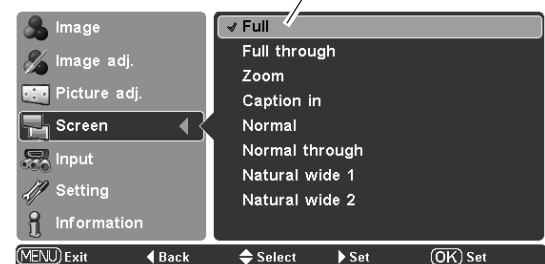 Image
Image adj.
Picture adj.
Screen
Input
Setting
Information
Full
Full through
Zoom
Caption in
Normal
Normal through
Natural wide 1
Natural wide 2
MENU Exit Back Select Set OK Set